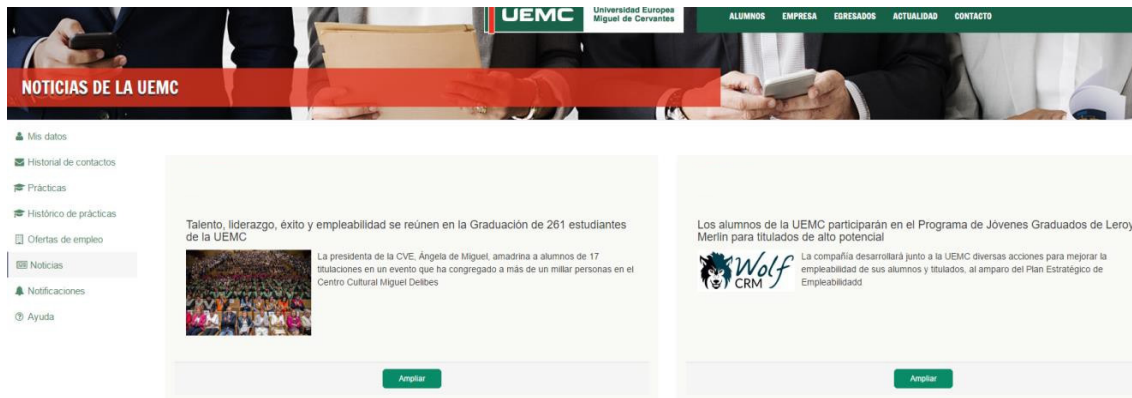 UEMC
Universidad Europea
Miguel de Cervantes
ALUMNOS EMPRESA EGRESADOS ACTUALIDAD CONTACTO
NOTICIAS DE LA UEMC
Mis datos
Historial de contactos
Prácticas
Histórico de prácticas
Ofertas de empleo
Noticias
Notificaciones
Ayuda
Talento, liderazgo, éxito y empleabilidad se reúnen en la Graduación de 261 estudiantes
de la UEMC
La presidenta de la CVE, Ángela de Miguel, amadrina a alumnos de 17
titulaciones en un evento que ha congregado a más de un millar personas en el
Centro Cultural Miguel Delibes
Ampliar
Los alumnos de la UEMC participarán en el Programa de Jóvenes Graduados de Leroy
Merlin para titulados de alto potencial
Wolf
CRM
La compañía desarrollará junto a la UEMC diversas acciones para mejorar la
empleabilidad de sus alumnos y titulados, al amparo del Plan Estratégico de
Empleabilidadd
Ampliar